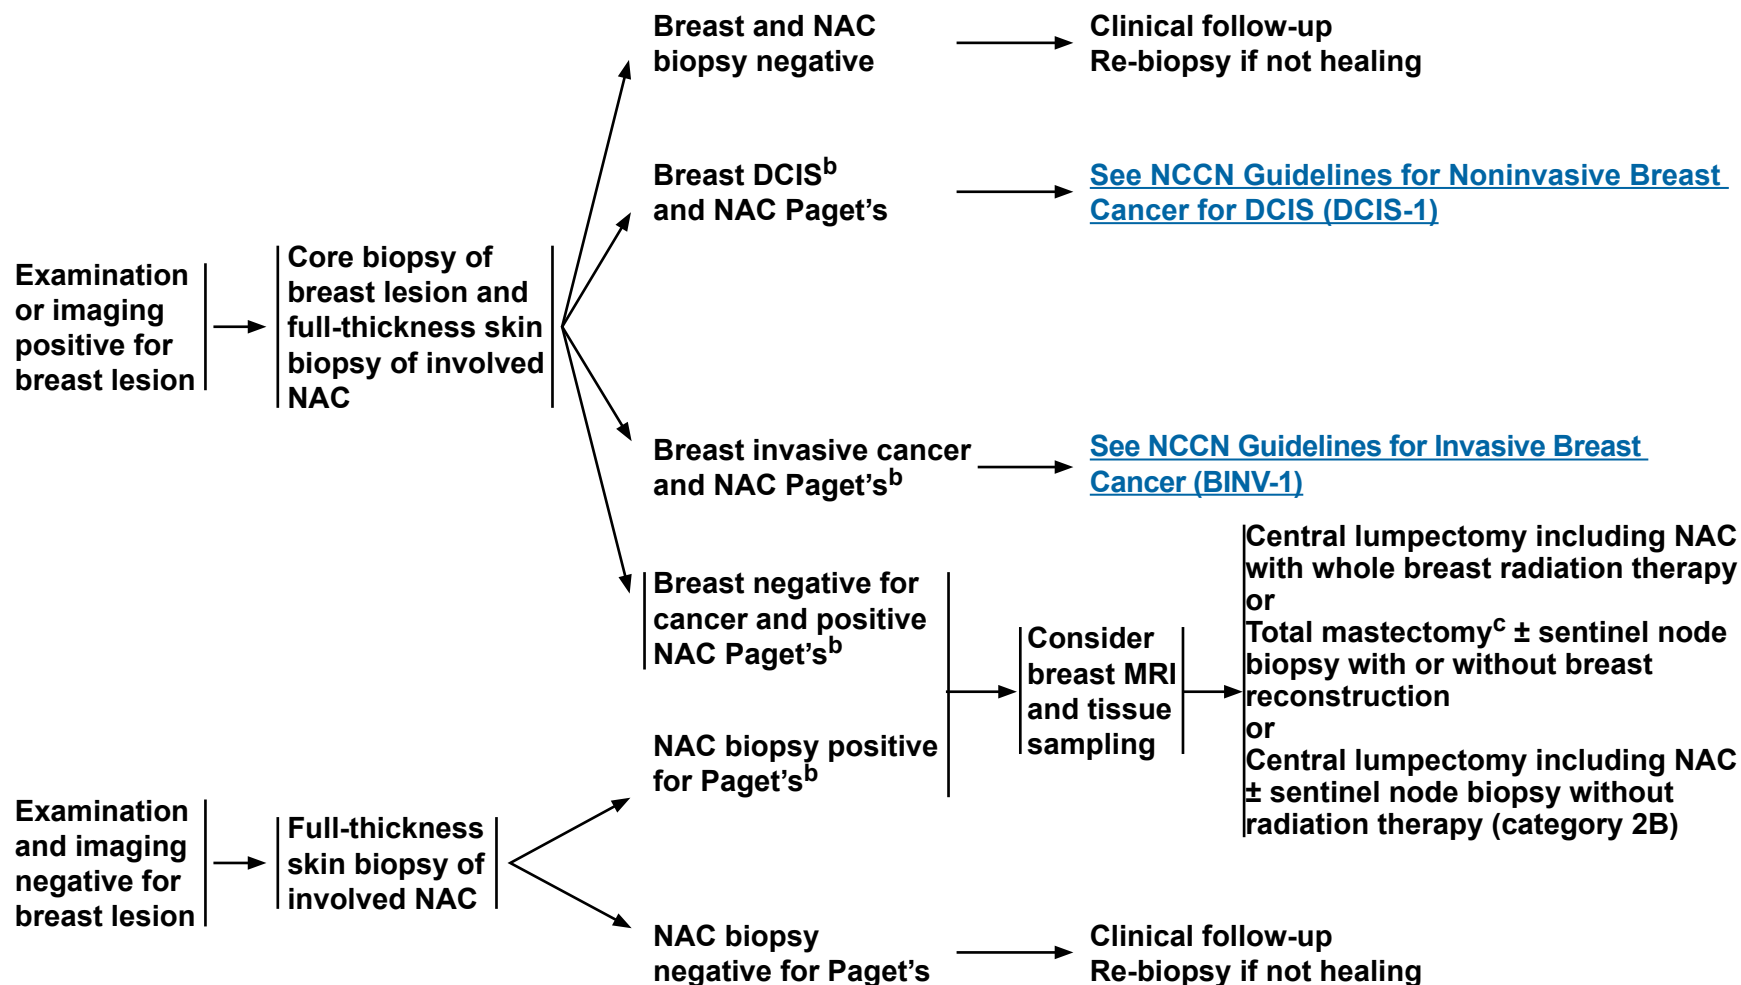 Breast and NAC
biopsy negative
Clinical follow-up
Re-biopsy if not healing
Breast DCISb
and NAC Paget's
See NCCN Guidelines for Noninvasive Breast
Cancer for DCIS (DCIS-1)
Examination
or imaging
positive for
breast lesion
Core biopsy of
breast lesion and
full-thickness skin
biopsy of involved
NAC
Breast invasive cancer
and NAC Paget'sb
See NCCN Guidelines for Invasive Breast
Cancer (BINV-1)
Breast negative for
cancer and positive
NAC Paget'sb
NAC biopsy positive
for Paget'sb
Consider
breast MRI
and tissue
sampling
Central lumpectomy including NAC
with whole breast radiation therapy
or
Total mastectomyc ± sentinel node
biopsy with or without breast
reconstruction
or
Central lumpectomy including NAC
± sentinel node biopsy without
radiation therapy (category 2B)
Examination
and imaging
negative for
breast lesion
Full-thickness
skin biopsy of
involved NAC
NAC biopsy
negative for Paget's
Clinical follow-up
Re-biopsy if not healing